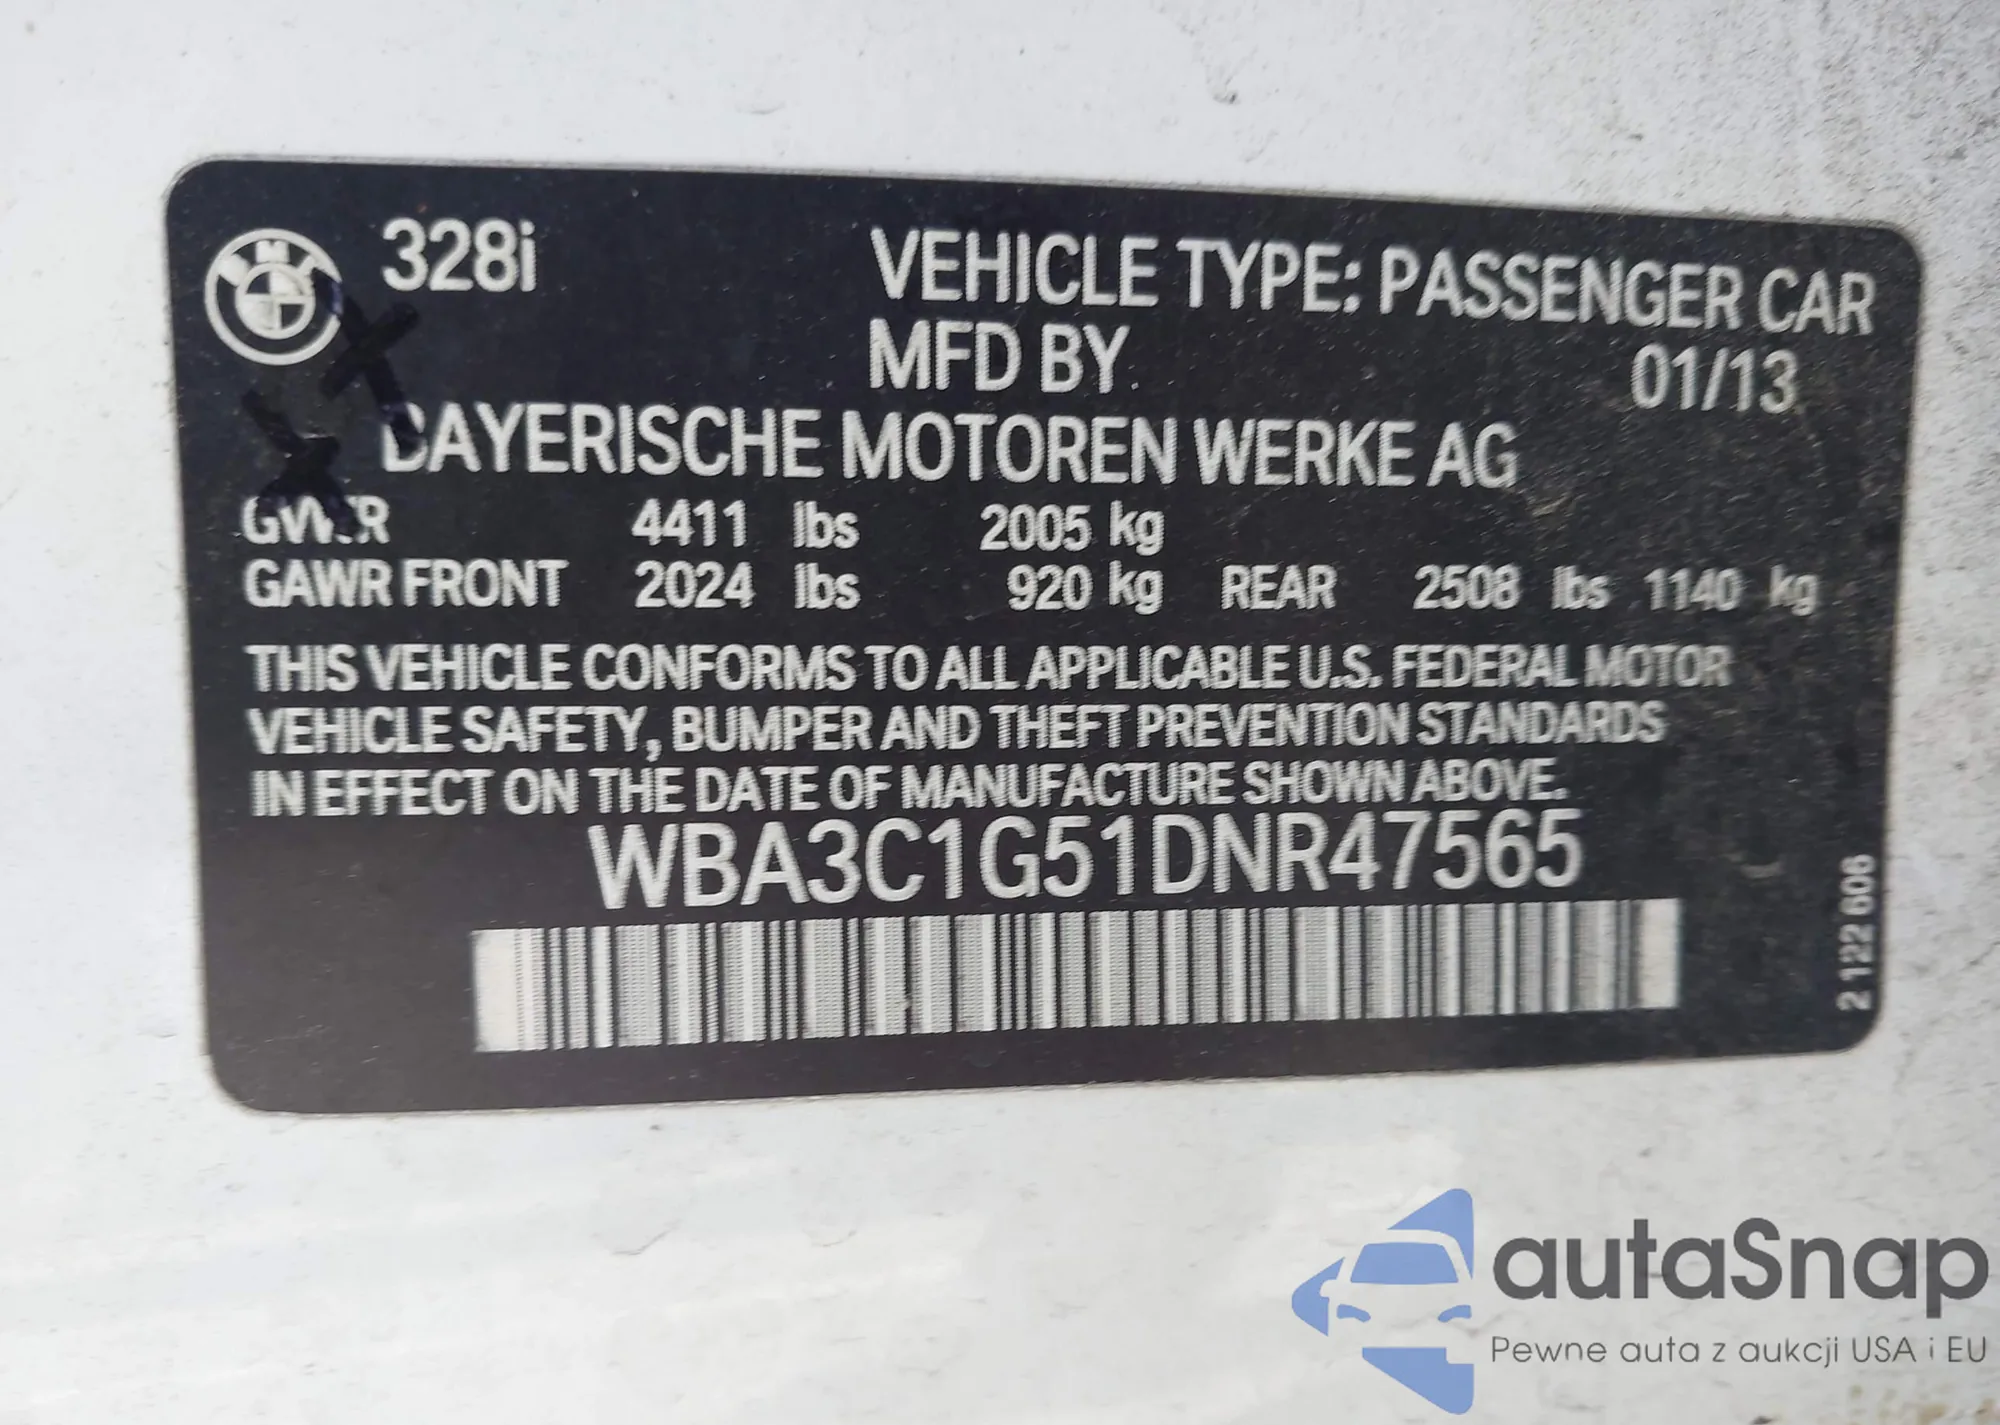 BMW 328i VEHICLE TYPE: PASSENGER CAR
MFD BY 01/13
BAYERISCHE MOTOREN WERKE AG
GVWR 4411 lbs 2005 kg
GAWR FRONT 2024 lbs 920 kg REAR 2508 lbs 1140 kg
THIS VEHICLE CONFORMS TO ALL APPLICABLE U.S. FEDERAL MOTOR
VEHICLE SAFETY, BUMPER AND THEFT PREVENTION STANDARDS
IN EFFECT ON THE DATE OF MANUFACTURE SHOWN ABOVE.
WBA3C1G51DNR47565
2 122 606
autaSnap
Pewne auta z aukcji USA i EU